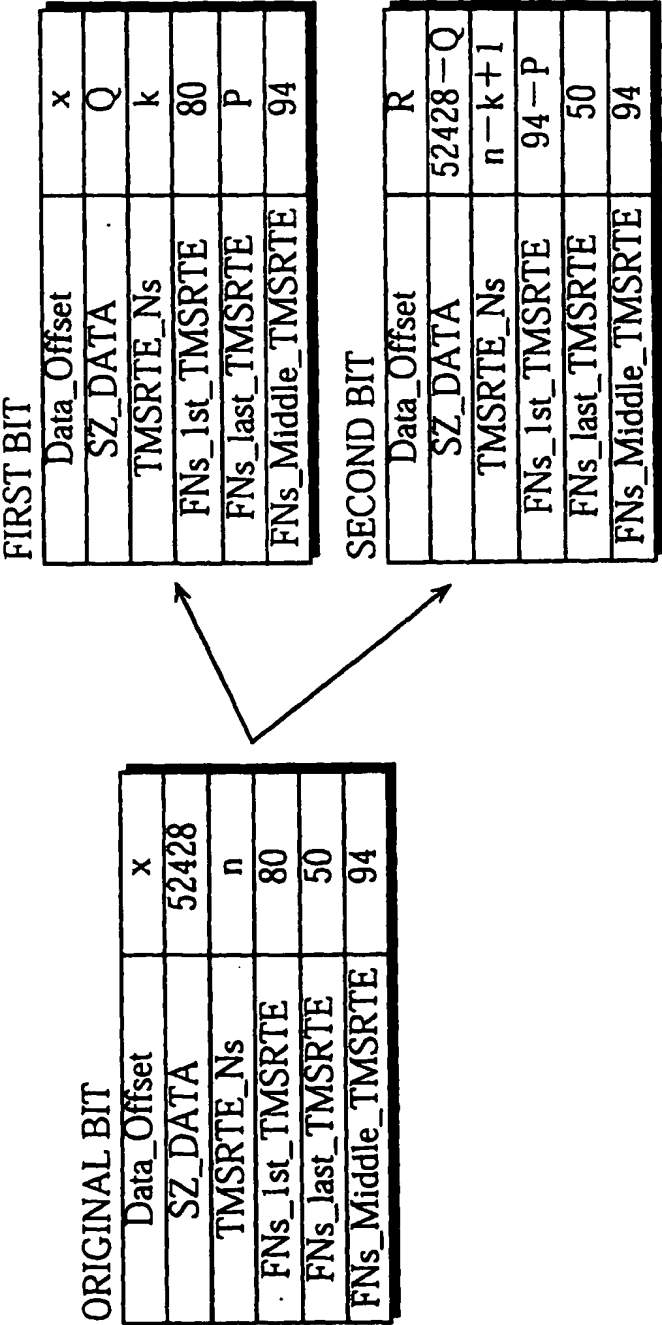 ORIGINAL BIT
Data_Offset x
SZ_DATA 52428
TMSRTE_Ns n
FNs_1st_TMSRTE 80
FNs_last_TMSRTE 50
FNs_Middle_TMSRTE 94
FIRST BIT
Data_Offset x
SZ_DATA Q
TMSRTE_Ns k
FNs_1st_TMSRTE 80
FNs_last_TMSRTE P
FNs_Middle_TMSRTE 94
SECOND BIT
Data_Offset R
SZ_DATA 52428-Q
TMSRTE_Ns n-k+1
FNs_1st_TMSRTE 94-P
FNs_last_TMSRTE 50
FNs_Middle_TMSRTE 94